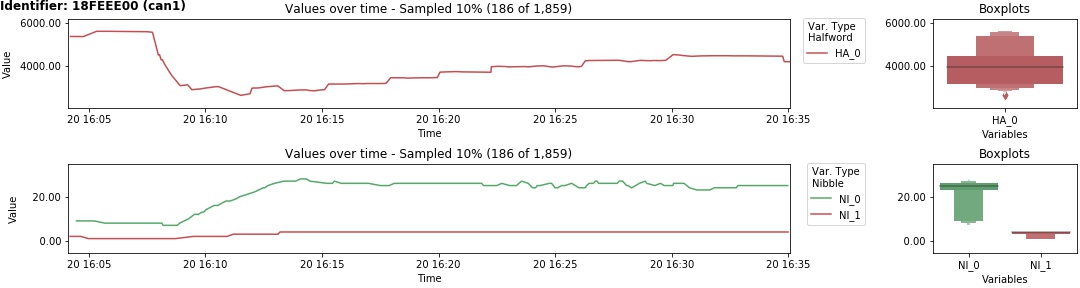 Identifier: 18FEEE00 (can1)
Values over time - Sampled 10% (186 of 1,859)
Boxplots
6000.00
4000.00
Value
Var. Type
Halfword
HA_0
20 16:05 20 16:10 20 16:15 20 16:20 20 16:25 20 16:30 20 16:35
Time
HA_0
Variables
Values over time - Sampled 10% (186 of 1,859)
Boxplots
20.00
0.00
Value
Var. Type
Nibble
NI_0
NI_1
20.00
0.00
20 16:05 20 16:10 20 16:15 20 16:20 20 16:25 20 16:30 20 16:35
Time
NI_0 NI_1
Variables
6000.00
4000.00